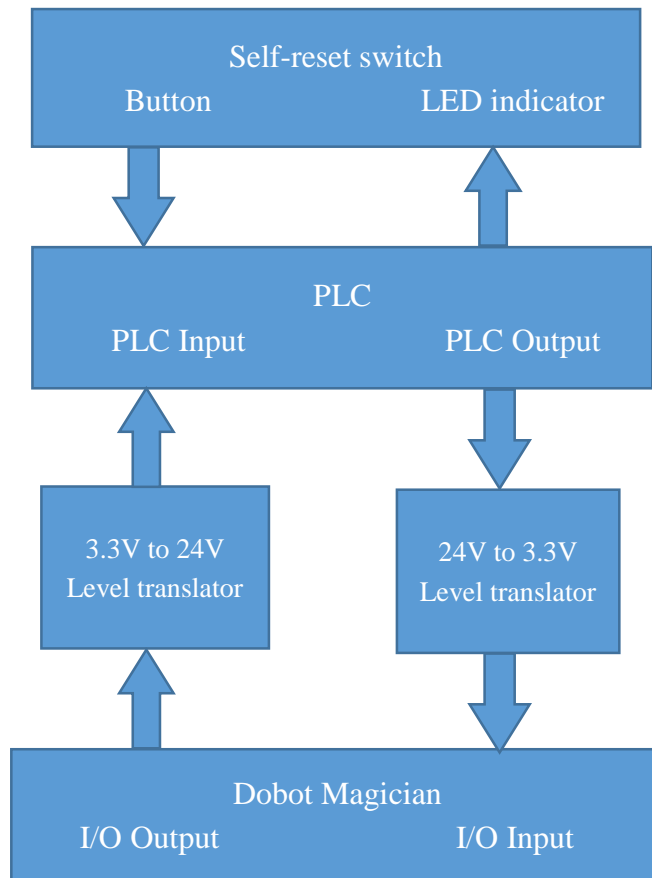 Self-reset switch
Button LED indicator
PLC
PLC Input PLC Output
3.3V to 24V
Level translator
24V to 3.3V
Level translator
Dobot Magician
I/O Output I/O Input